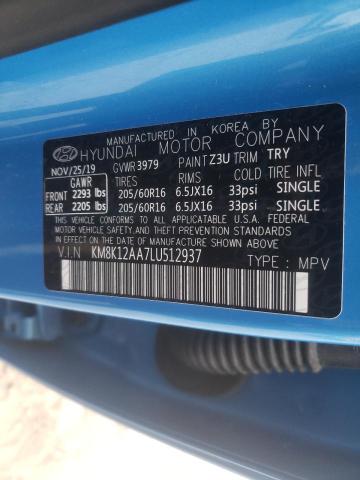 MANUFACTURED IN KOREA BY
HYUNDAI MOTOR COMPANY
NOV/25/19 GVWR 3979 PAINT Z3U TRIM TRY
GAWR TIRES RIMS COLD TIRE INFL
FRONT 2293 lbs 205/60R16 6.5JX16 33psi SINGLE
REAR 2205 lbs 205/60R16 6.5JX16 33psi SINGLE
THIS VEHICLE CONFORMS TO ALL APPLICABLE U.S.A. FEDERAL
MOTOR VEHICLE SAFETY, BUMPER, AND THEFT PREVENTION
STANDARDS IN EFFECT ON THE DATE OF MANUFACTURE SHOWN ABOVE.
V.I.N KM8K12AA7LU512937 TYPE : MPV